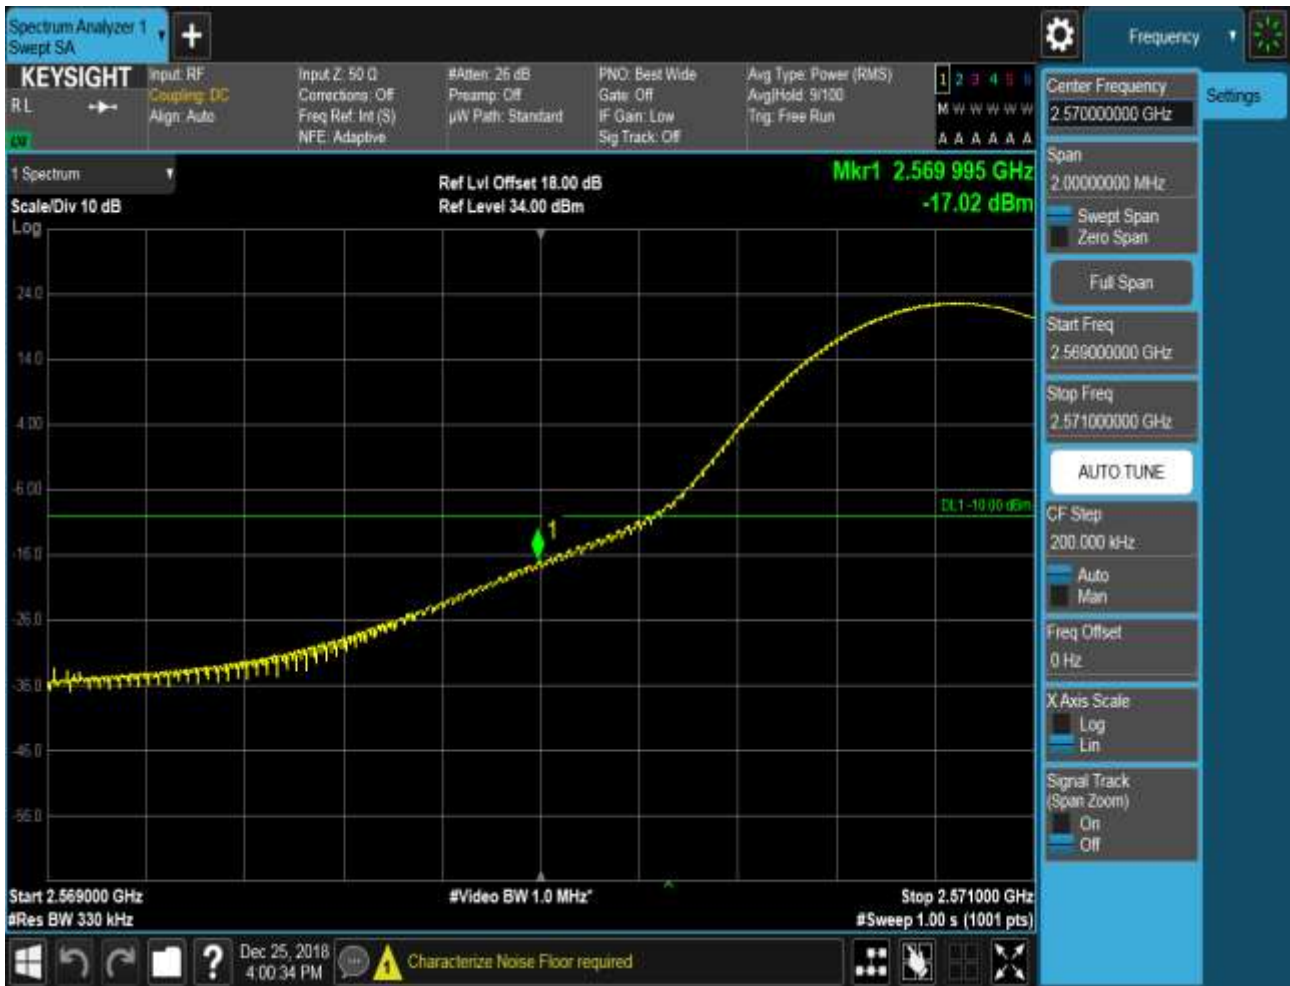 Spectrum Analyzer 1
Swept SA
Frequency
KEYSIGHT
R L
Input: RF
Coupling: DC
Align: Auto
Input Z: 50 Ω
Corrections: Off
Freq Ref: Int (S)
NFE: Adaptive
#Atten: 26 dB
Preamp: Off
µW Path: Standard
PNO: Best Wide
Gate: Off
IF Gain: Low
Sig Track: Off
Avg Type: Power (RMS)
Avg|Hold: 9/100
Trig: Free Run
1 2 3 4 5 6
M W W W W W
A A A A A A
1 Spectrum
Scale/Div 10 dB
Log
Ref Lvl Offset 18.00 dB
Ref Level 34.00 dBm
Mkr1 2.569 995 GHz
-17.02 dBm
24.0
14.0
4.00
-6.00
-16.0
-26.0
-36.0
-46.0
-56.0
DL1 -10.00 dBm
1
Start 2.569000 GHz
#Res BW 330 kHz
#Video BW 1.0 MHz*
Stop 2.571000 GHz
#Sweep 1.00 s (1001 pts)
Dec 25, 2018
4:00:34 PM
Characterize Noise Floor required
Center Frequency
2.570000000 GHz
Settings
Span
2.00000000 MHz
Swept Span
Zero Span
Full Span
Start Freq
2.569000000 GHz
Stop Freq
2.571000000 GHz
AUTO TUNE
CF Step
200.000 kHz
Auto
Man
Freq Offset
0 Hz
X Axis Scale
Log
Lin
Signal Track
(Span Zoom)
On
Off